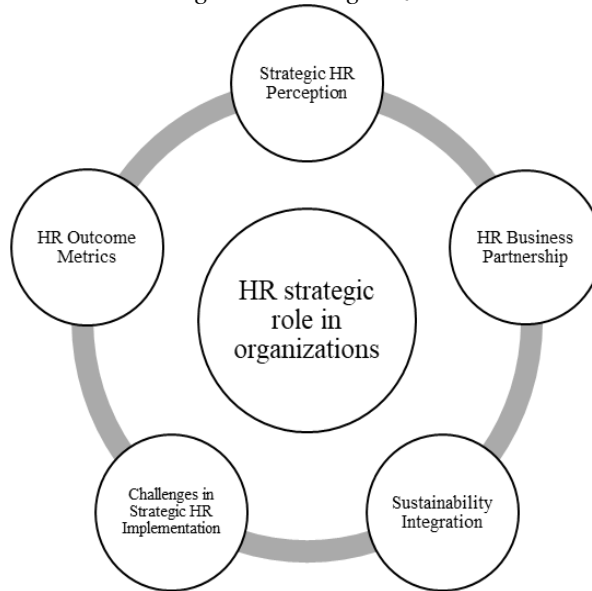 Strategic HR
Perception
HR Outcome
Metrics
HR Business
Partnership
HR strategic
role in
organizations
Challenges in
Strategic HR
Implementation
Sustainability
Integration